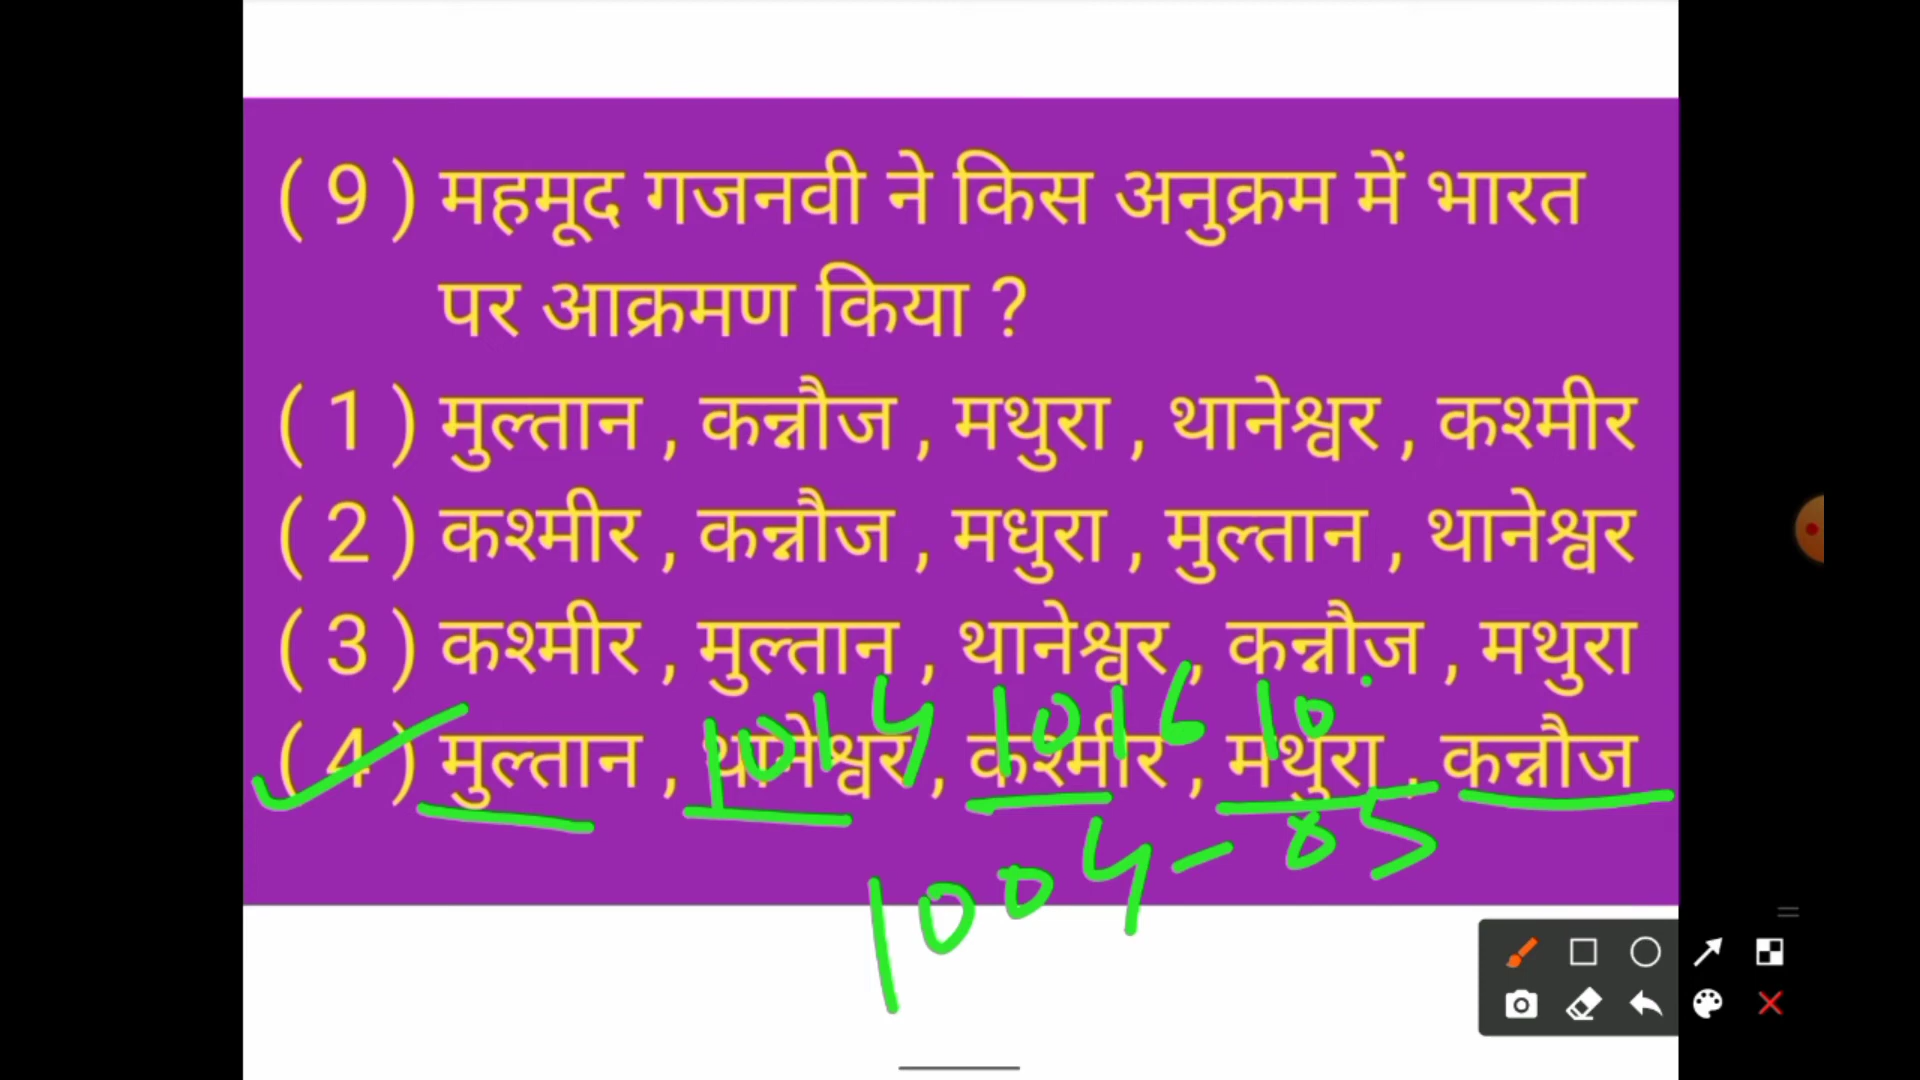 ( 9 ) महमूद गजनवी ने किस अनुक्रम में भारत
पर आक्रमण किया ?
( 1 ) मुल्तान , कन्नौज , मथुरा , थानेश्वर , कश्मीर
( 2 ) कश्मीर , कन्नौज , मधुरा , मुल्तान , थानेश्वर
( 3 ) कश्मीर , मुल्तान , थानेश्वर , कन्नौज , मथुरा
1014 1016 10
( 4 ) मुल्तान , थानेश्वर , कश्मीर , मथुरा , कन्नौज
1004-05